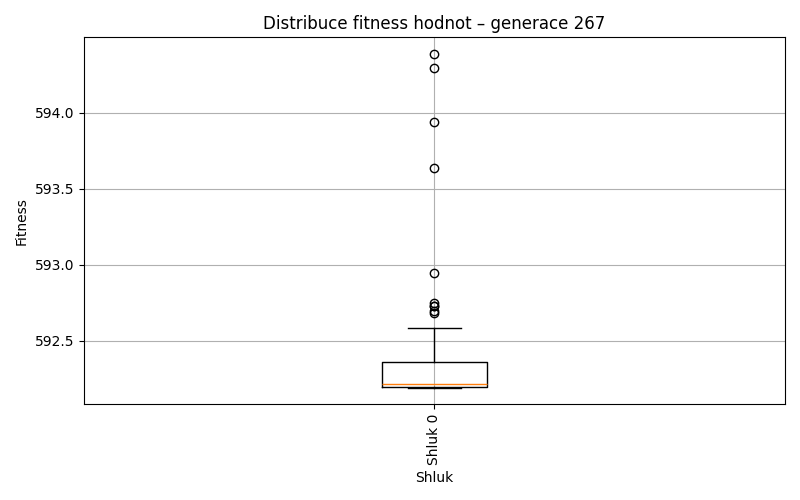 Distribuce fitness hodnot – generace 267
Fitness
594.0
593.5
593.0
592.5
Shluk 0
Shluk